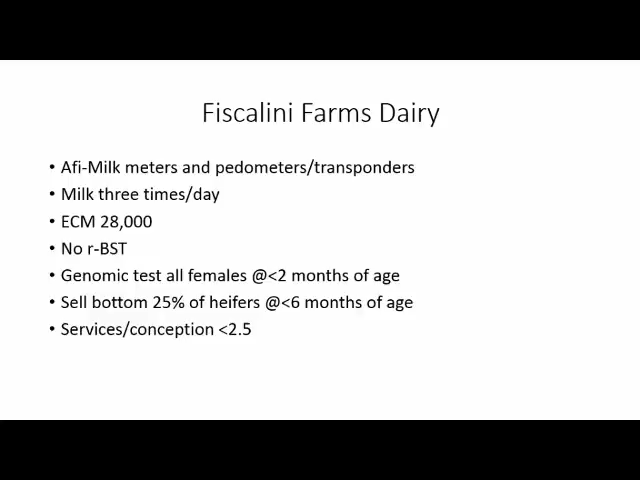 Fiscalini Farms Dairy
• Afi-Milk meters and pedometers/transponders
• Milk three times/day
• ECM 28,000
• No r-BST
• Genomic test all females @<2 months of age
• Sell bottom 25% of heifers @<6 months of age
• Services/conception <2.5